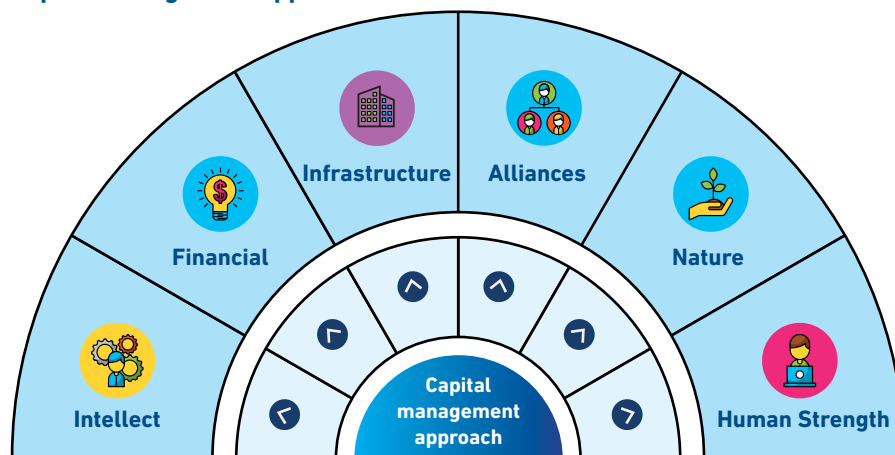 Infrastructure
Alliances
Financial
Nature
Intellect
Human Strength
Capital
management
approach